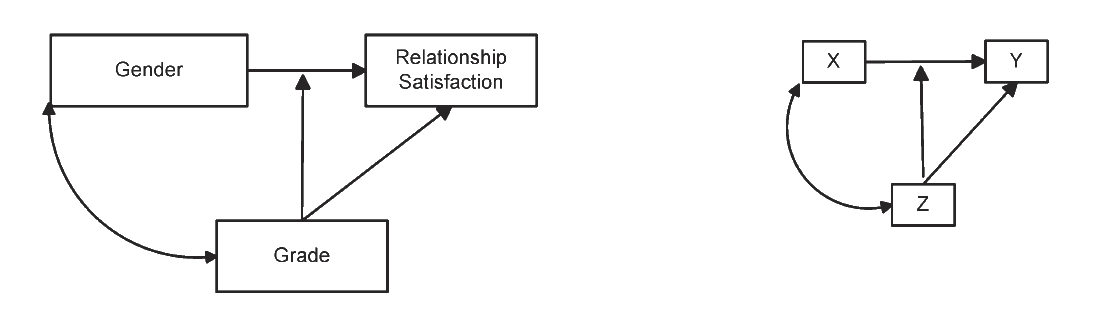 Gender
Relationship
Satisfaction
Grade
X
Y
Z